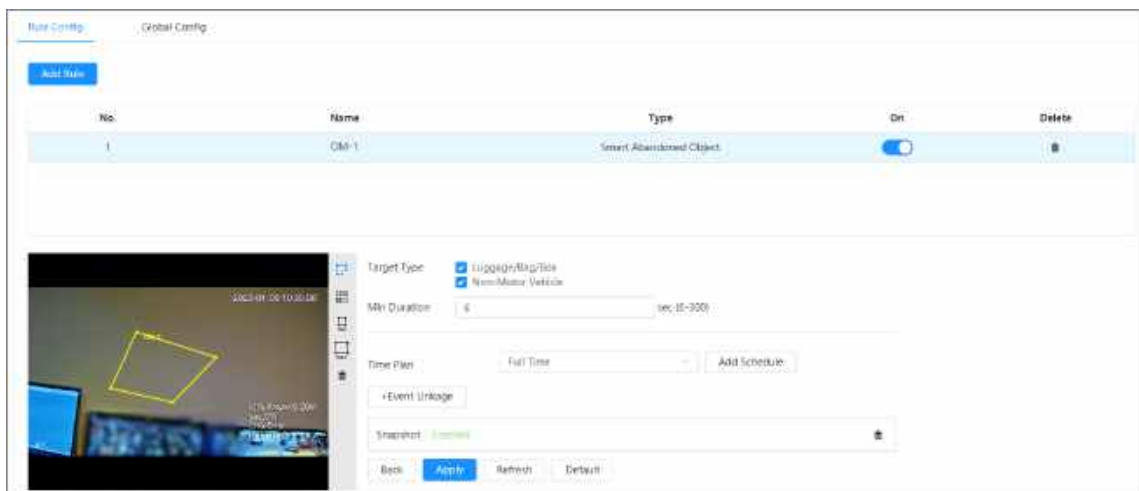 Rule Config Global Config
Add Rule
No. Name Type On Delete
1 OM-1 Smart Abandoned Object
Target Type Luggage/Bag/Box
Non-Motor Vehicle
Min Duration 6 sec (6-300)
Time Plan Full Time Add Schedule
+Event Linkage
Snapshot
Back Apply Refresh Default